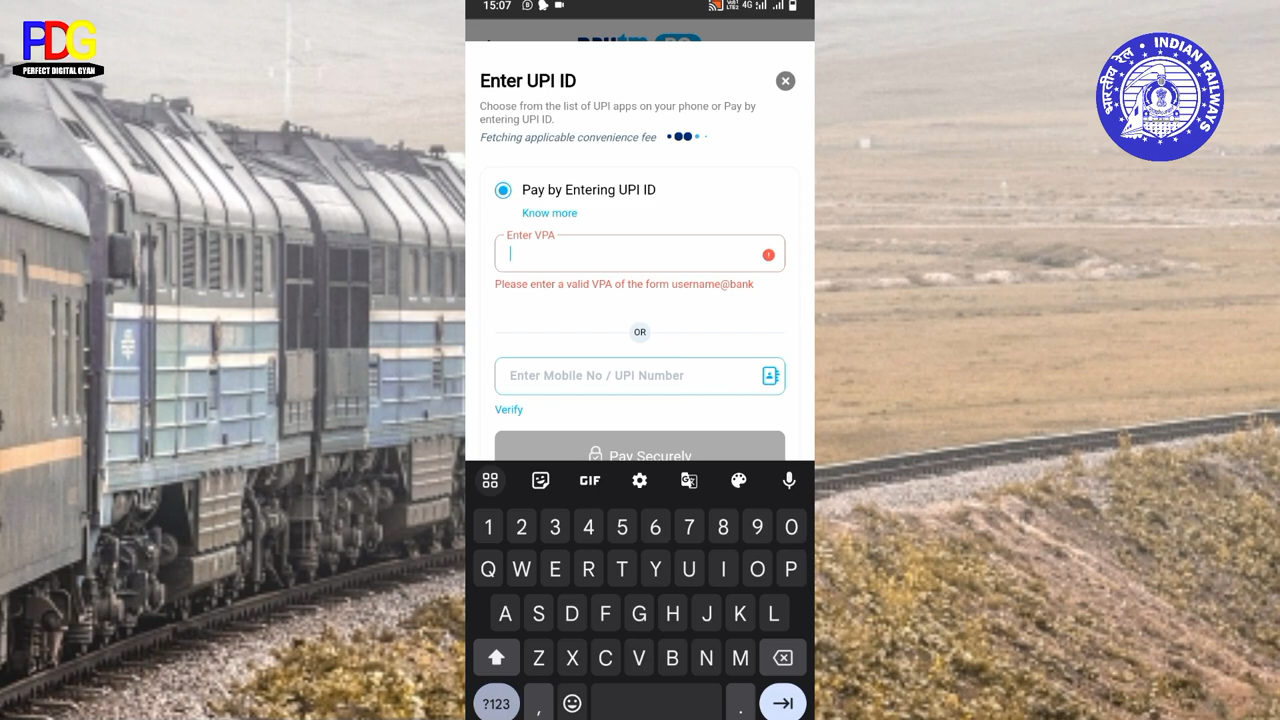 PDG
PERFECT DIGITAL GYAN
भारतीय रेल • INDIAN RAILWAYS
15:07
4G
Enter UPI ID
Choose from the list of UPI apps on your phone or Pay by
entering UPI ID.
Fetching applicable convenience fee
Pay by Entering UPI ID
Know more
Enter VPA
Please enter a valid VPA of the form username@bank
OR
Enter Mobile No / UPI Number
Verify
Pay Securely
GIF
1 2 3 4 5 6 7 8 9 0
Q W E R T Y U I O P
A S D F G H J K L
Z X C V B N M
?123 , .